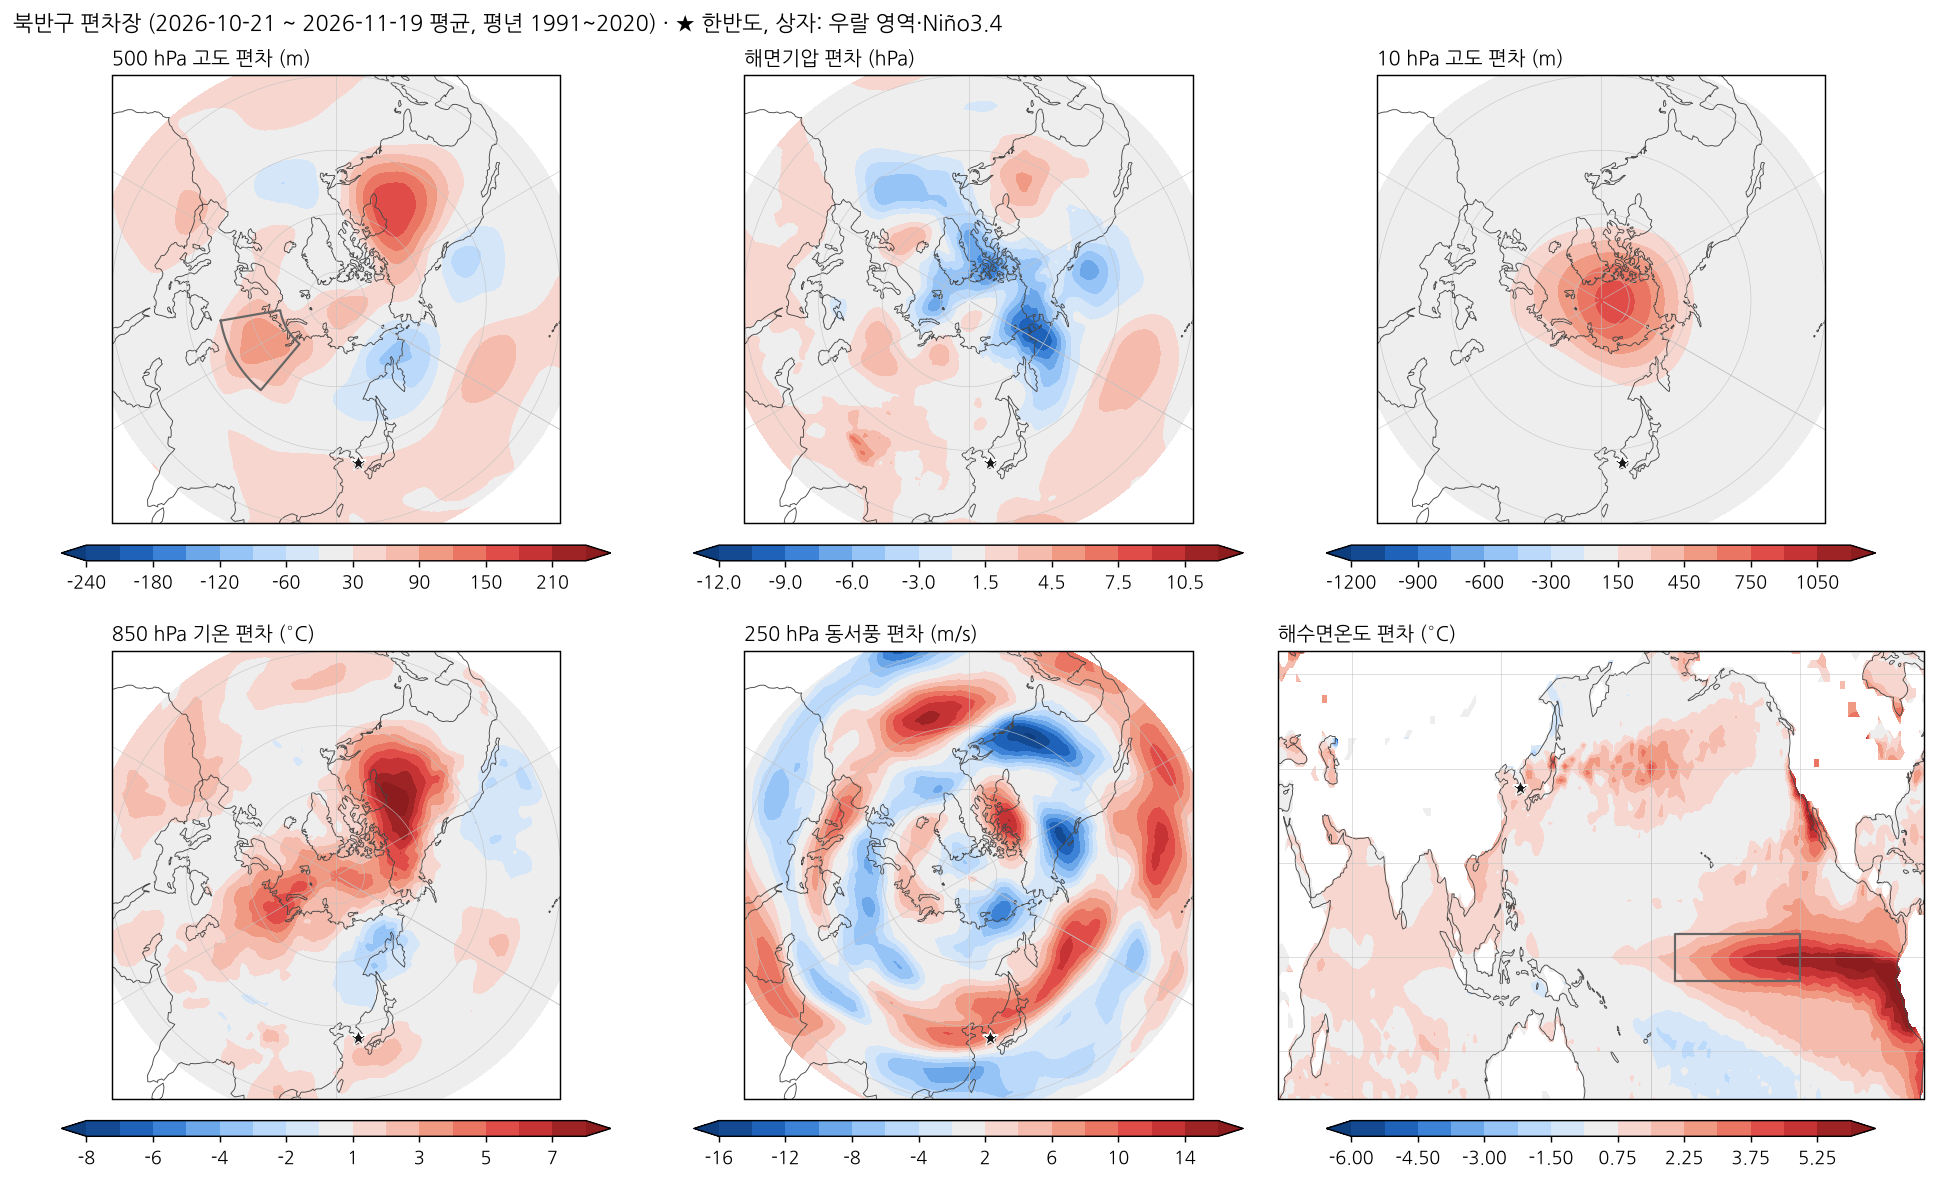 북반구 편차장 (2026-10-21 ~ 2026-11-19 평균, 평년 1991~2020) · ★ 한반도, 상자: 우랄 영역·Niño3.4
500 hPa 고도 편차 (m)
해면기압 편차 (hPa)
10 hPa 고도 편차 (m)
-240 -180 -120 -60 30 90 150 210
-12.0 -9.0 -6.0 -3.0 1.5 4.5 7.5 10.5
-1200 -900 -600 -300 150 450 750 1050
850 hPa 기온 편차 (°C)
250 hPa 동서풍 편차 (m/s)
해수면온도 편차 (°C)
-8 -6 -4 -2 1 3 5 7
-16 -12 -8 -4 2 6 10 14
-6.00 -4.50 -3.00 -1.50 0.75 2.25 3.75 5.25